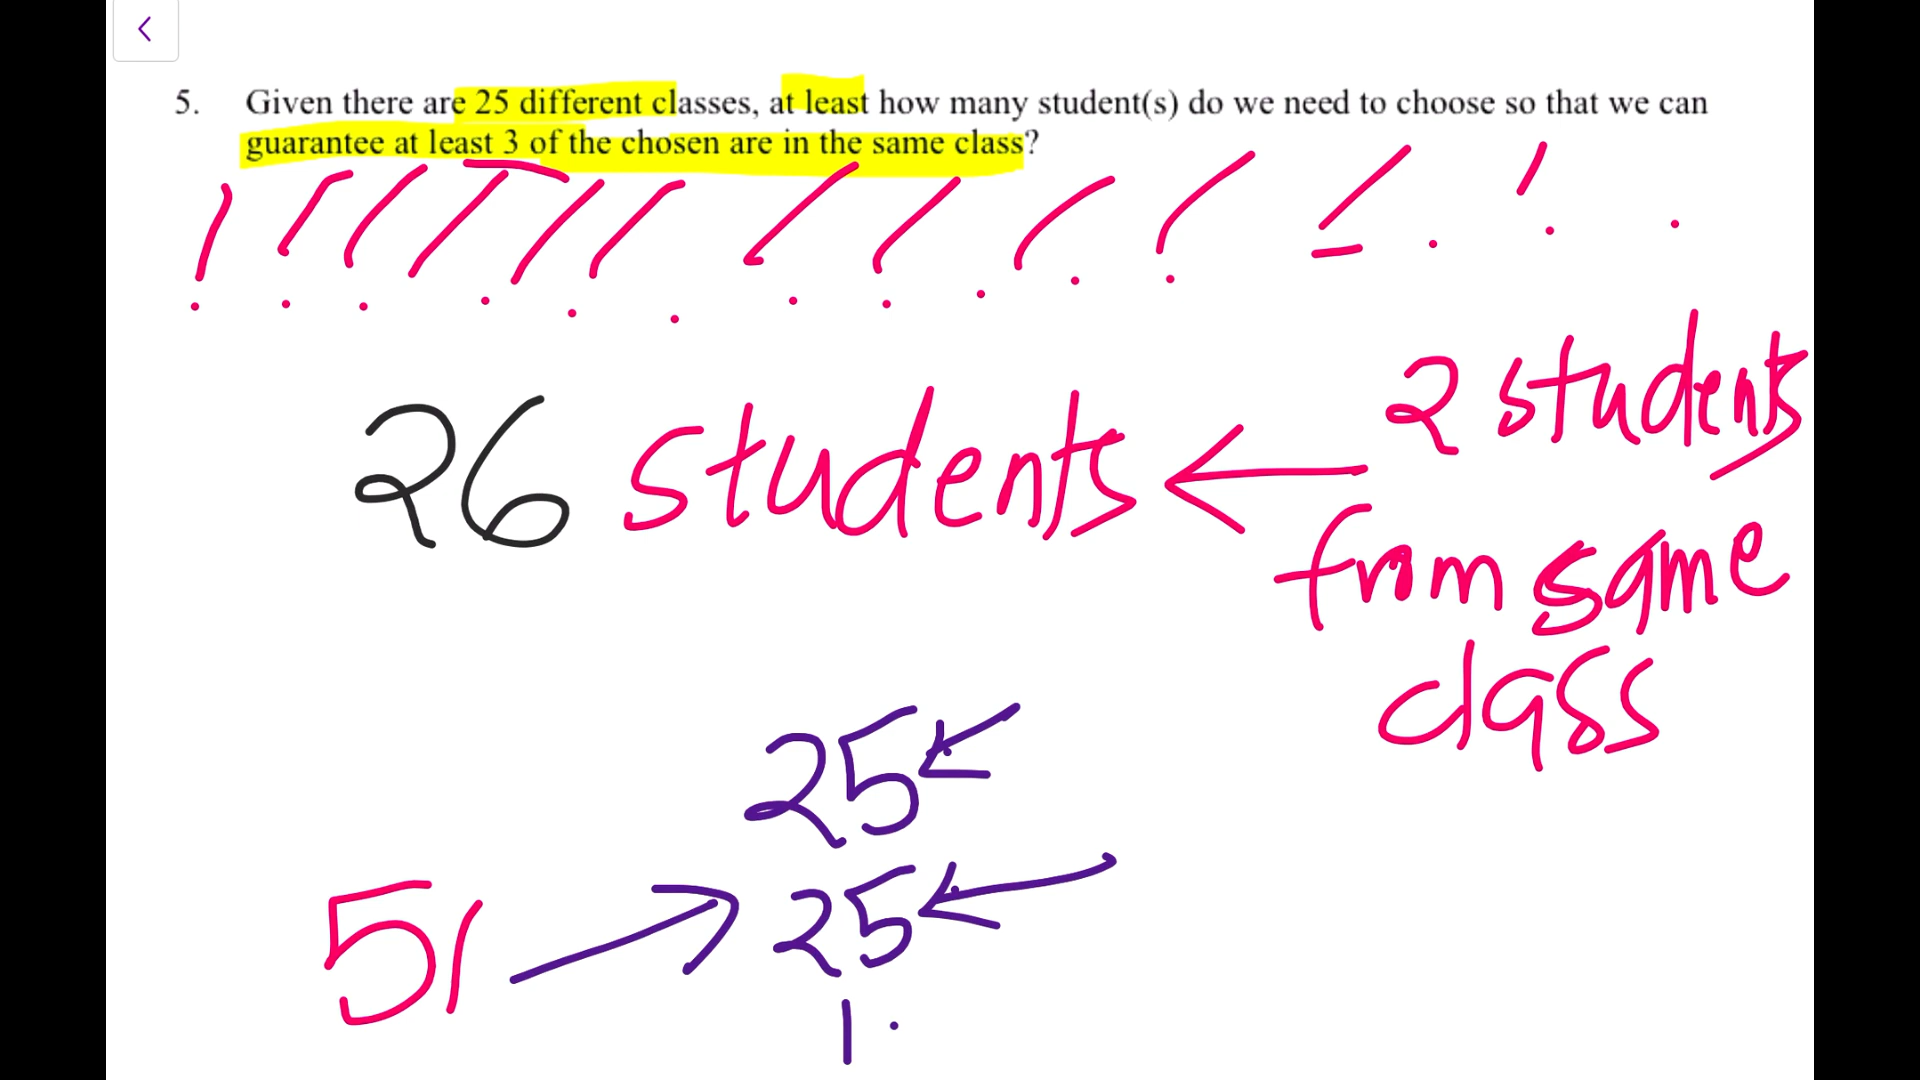 5. Given there are 25 different classes, at least how many student(s) do we need to choose so that we can
guarantee at least 3 of the chosen are in the same class?
26 students ← 2 students
from same
class
25
51 → 25
1